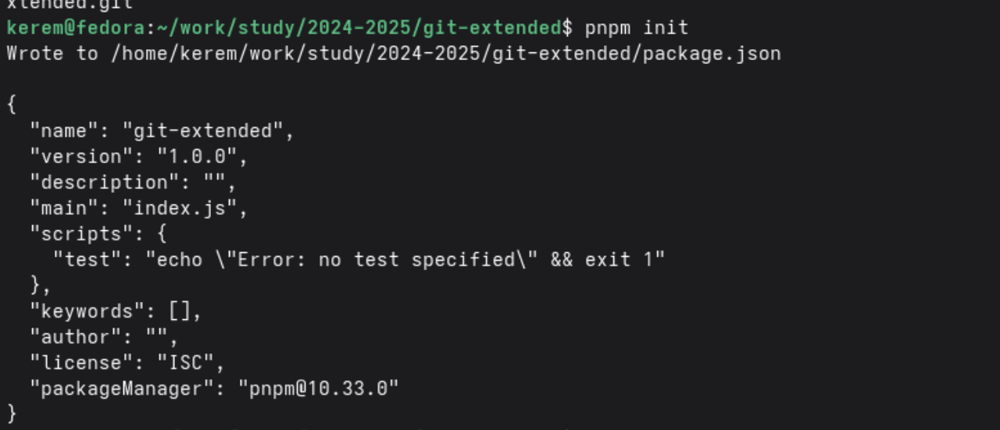 xtended.git
kerem@fedora:~/work/study/2024-2025/git-extended$ pnpm init
Wrote to /home/kerem/work/study/2024-2025/git-extended/package.json

{
  "name": "git-extended",
  "version": "1.0.0",
  "description": "",
  "main": "index.js",
  "scripts": {
    "test": "echo \"Error: no test specified\" && exit 1"
  },
  "keywords": [],
  "author": "",
  "license": "ISC",
  "packageManager": "pnpm@10.33.0"
}